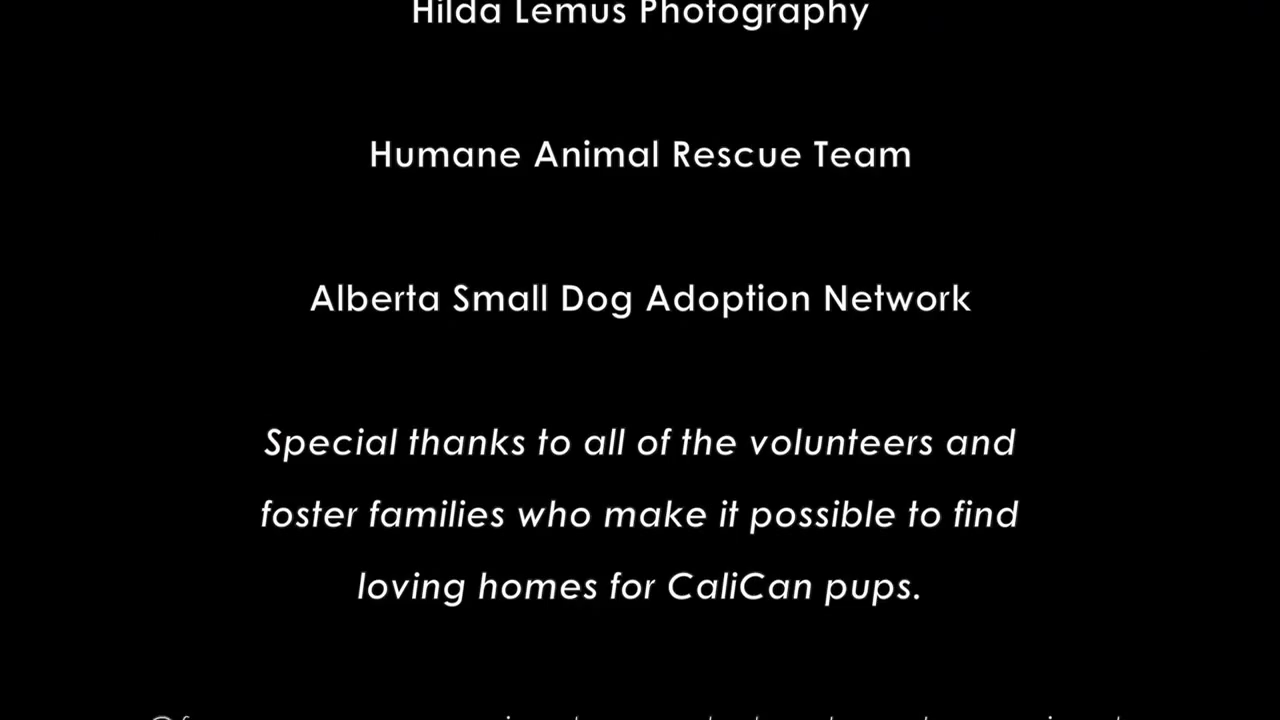 Hilda Lemus Photography
Humane Animal Rescue Team
Alberta Small Dog Adoption Network
Special thanks to all of the volunteers and
foster families who make it possible to find
loving homes for CaliCan pups.